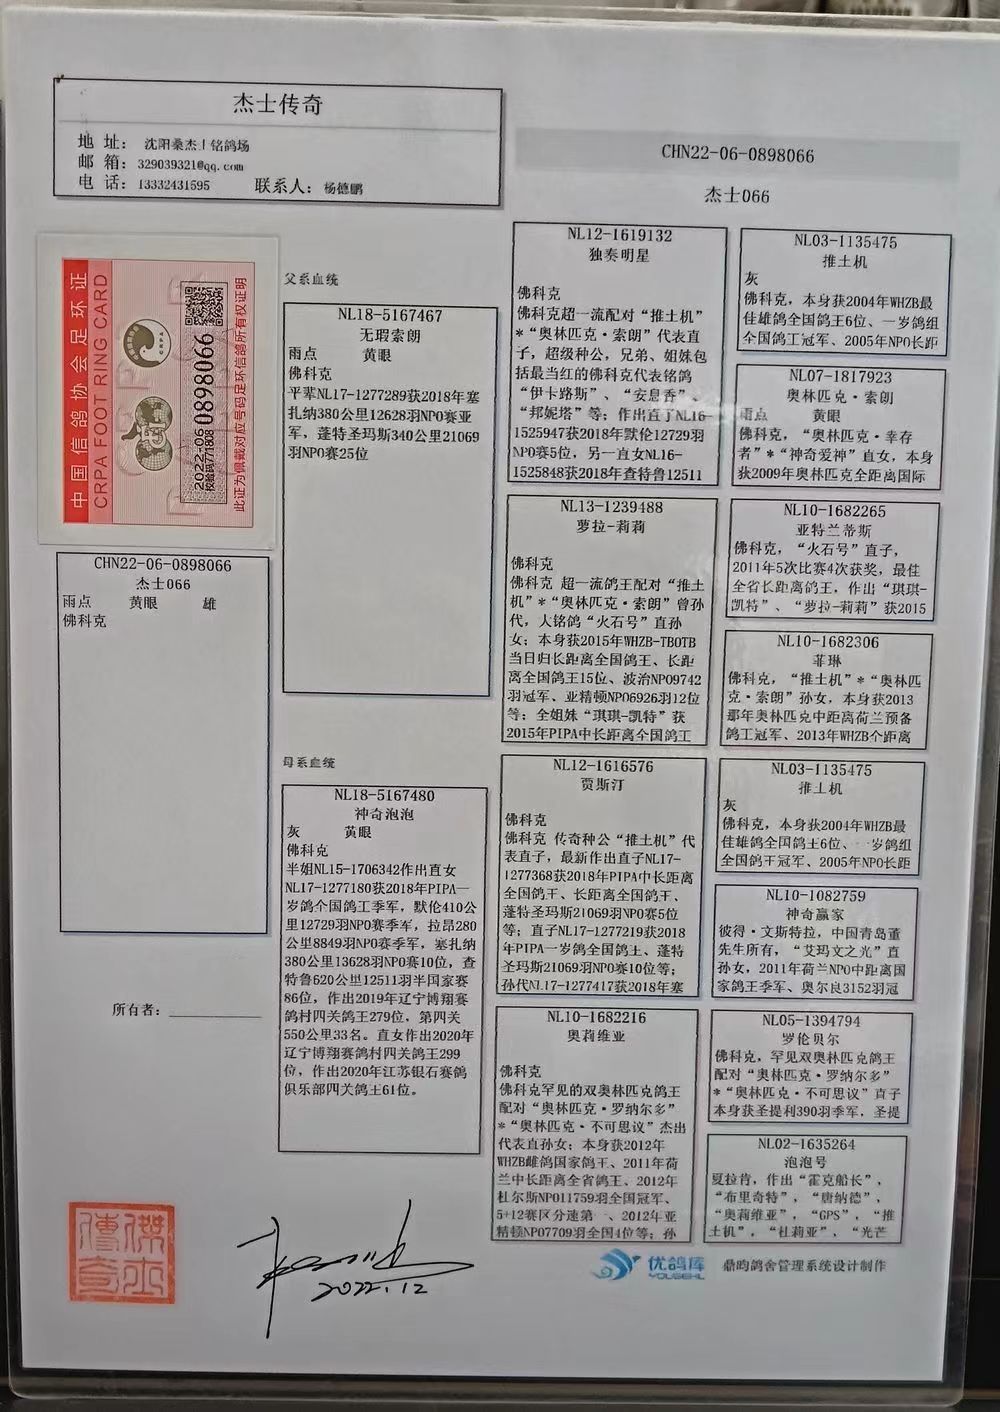 杰士传奇
地 址： 沈阳桑杰士铭鸽场
邮 箱： 329039321@qq.com
电 话： 13332431595 联系人： 杨德鹏
CHN22-06-0898066
杰士066
中国信鸽协会足环证
CRPA FOOT RING CARD
2022-06 0898066
此证为佩戴对应号码足环信鸽所有权证明
CHN22-06-0898066
杰士066
雨点 黄眼 雄
佛科克
所有者：
父系血统
NL18-5167467
无瑕索朗
雨点 黄眼
佛科克
平辈NL17-1277289获2018年塞
扎纳380公里12628羽NPO赛亚
军，蓬特圣玛斯340公里21069
羽NPO赛25位
母系血统
NL18-5167480
神奇泡泡
灰 黄眼
佛科克
半姐NL15-1706342作出直女
NL17-1277180获2018年PIPA一
岁鸽全国鸽王季军，默伦410公
里12729羽NPO赛季军，拉昂280
公里8849羽NPO赛季军，塞扎纳
380公里13628羽NPO赛10位，查
特鲁620公里12511羽半国家赛
86位，作出2019年辽宁博翔赛
鸽村四关鸽王279位，第四关
550公里33名。直女作出2020年
辽宁博翔赛鸽村四关鸽王299
位，作出2020年江苏银石赛鸽
俱乐部四关鸽王61位。
NL12-1619132
独奏明星
佛科克
佛科克超一流配对“推土机”
*“奥林匹克·索朗”代表直
子，超级种公，兄弟、姐妹包
括最当红的佛科克代表铭鸽
“伊卡路斯”、“安息香”、
“邦妮塔”等；作出直子NL16-
1525947获2018年默伦12729羽
NPO赛5位，另一直女NL16-
1525848获2018年查特鲁12511
NL13-1239488
萝拉-莉莉
佛科克
佛科克 超一流鸽王配对“推土
机”*“奥林匹克·索朗”曾孙
代，大铭鸽“火石号”直孙
女；本身获2015年WHZB-TBOTB
当日归长距离全国鸽王、长距
离全国鸽王15位、波治NPO9742
羽冠军、亚精顿NPO6926羽12位
等；全姐妹“琪琪-凯特”获
2015年PIPA中长距离全国鸽王
NL12-1616576
贾斯汀
佛科克
佛科克 传奇种公“推土机”代
表直子，最新作出直子NL17-
1277368获2018年PIPA中长距离
全国鸽王、长距离全国鸽王、
蓬特圣玛斯21069羽NPO赛5位
等；直子NL17-1277219获2018
年PIPA一岁鸽全国鸽王、蓬特
圣玛斯21069羽NPO赛10位等；
孙代NL17-1277417获2018年塞
NL10-1682216
奥莉维亚
佛科克
佛科克罕见的双奥林匹克鸽王
配对“奥林匹克·罗纳尔多”
*“奥林匹克·不可思议”杰出
代表直孙女；本身获2012年
WHZB雌鸽国家鸽王、2011年荷
兰中长距离全省鸽王、2012年
杜尔斯NPO11759羽全国冠军、
5+12赛区分速第一、2012年亚
精顿NPO7709羽全国4位等；孙
NL03-1135475
推土机
灰
佛科克，本身获2004年WHZB最
佳雄鸽全国鸽王6位、一岁鸽组
全国鸽王冠军、2005年NPO长距
NL07-1817923
奥林匹克·索朗
雨点 黄眼
佛科克，“奥林匹克·幸存
者”*“神奇爱神”直女，本身
获2009年奥林匹克全距离国际
NL10-1682265
亚特兰蒂斯
佛科克，“火石号”直子，
2011年5次比赛4次获奖，最佳
全省长距离鸽王，作出“琪琪-
凯特”、“萝拉-莉莉”获2015
NL10-1682306
菲琳
佛科克，“推土机”*“奥林匹
克·索朗”孙女，本身获2013
那年奥林匹克中距离荷兰预备
鸽王冠军、2013年WHZB全距离
NL03-1135475
推土机
灰
佛科克，本身获2004年WHZB最
佳雄鸽全国鸽王6位、一岁鸽组
全国鸽王冠军、2005年NPO长距
NL10-1082759
神奇赢家
彼得·文斯特拉，中国青岛董
先生所有，“艾玛文之光”直
孙女，2011年荷兰NPO中距离国
家鸽王季军、奥尔良3152羽冠
NL05-1394794
罗伦贝尔
佛科克，罕见双奥林匹克鸽王
配对“奥林匹克·罗纳尔多”
*“奥林匹克·不可思议”直子
本身获圣提利390羽季军，圣提
NL02-1635264
泡泡号
夏拉肯，作出“霍克船长”，
“布里奇特”，“唐纳德”，
“奥莉维亚”，“GPS”，“推
土机”，“杜莉亚”，“光芒
2022.12
优鸽库
YOUGEHL
鼎昀鸽舍管理系统设计制作